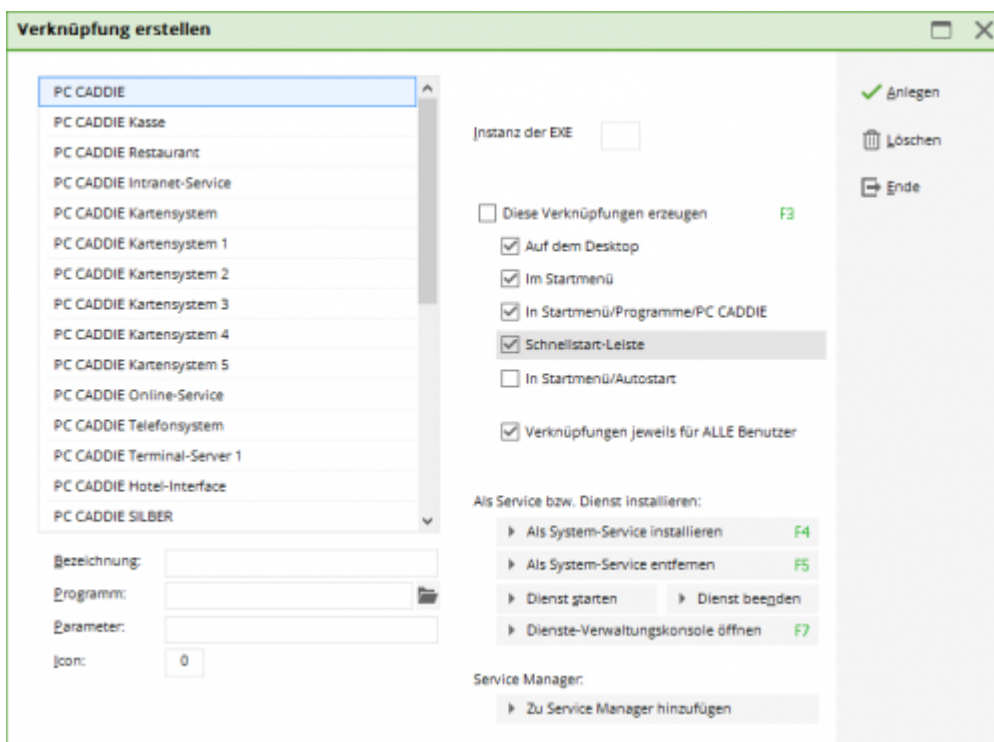 Verknüpfung erstellen
PC CADDIE
PC CADDIE Kasse
PC CADDIE Restaurant
PC CADDIE Intranet-Service
PC CADDIE Kartensystem
PC CADDIE Kartensystem 1
PC CADDIE Kartensystem 2
PC CADDIE Kartensystem 3
PC CADDIE Kartensystem 4
PC CADDIE Kartensystem 5
PC CADDIE Online-Service
PC CADDIE Telefonsystem
PC CADDIE Terminal-Server 1
PC CADDIE Hotel-Interface
PC CADDIE SILBER
Bezeichnung:
Programm:
Parameter:
Icon: 0
Instanz der EXE
Diese Verknüpfungen erzeugen F3
Auf dem Desktop
Im Startmenü
In Startmenü/Programme/PC CADDIE
Schnellstart-Leiste
In Startmenü/Autostart
Verknüpfungen jeweils für ALLE Benutzer
Als Service bzw. Dienst installieren:
Als System-Service installieren F4
Als System-Service entfernen F5
Dienst starten Dienst beenden
Dienste-Verwaltungskonsole öffnen F7
Service Manager:
Zu Service Manager hinzufügen
Anlegen
Löschen
Ende